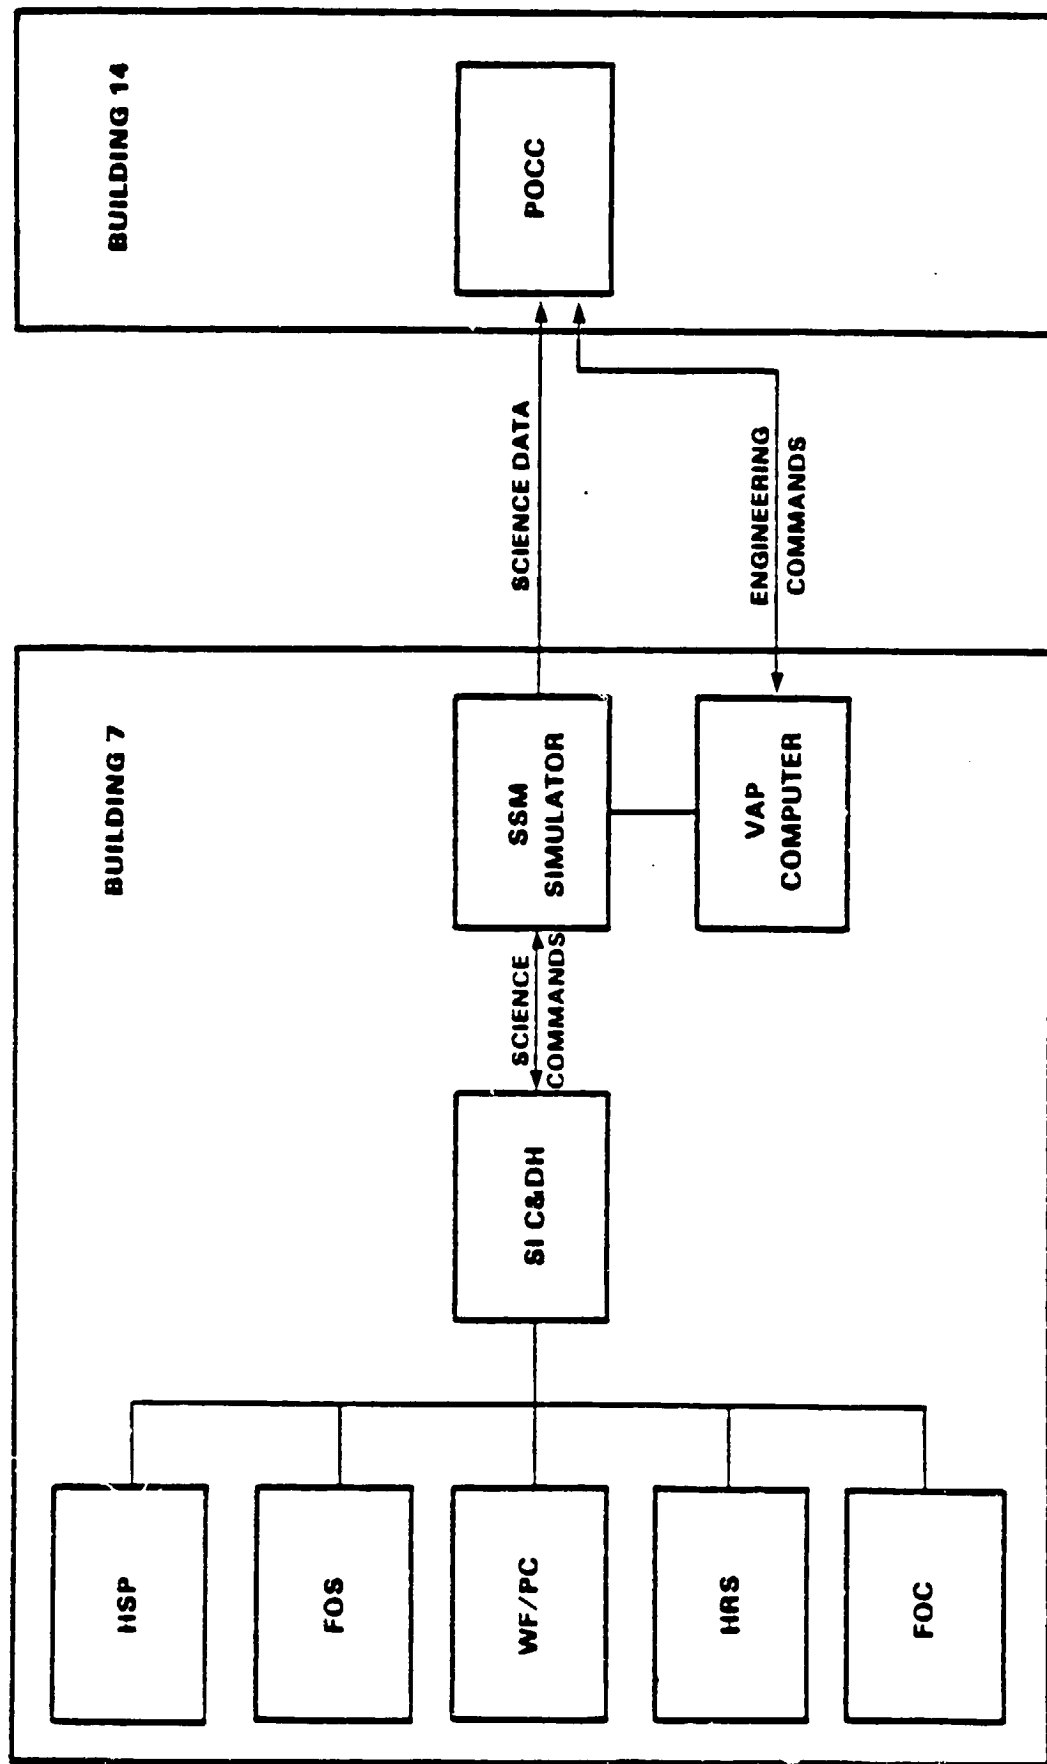 BUILDING 7
BUILDING 14
HSP
FOS
WF/PC
HRS
FOC
SI C&DH
SCIENCE
COMMANDS
SSM
SIMULATOR
VAP
COMPUTER
SCIENCE DATA
ENGINEERING
COMMANDS
POCC